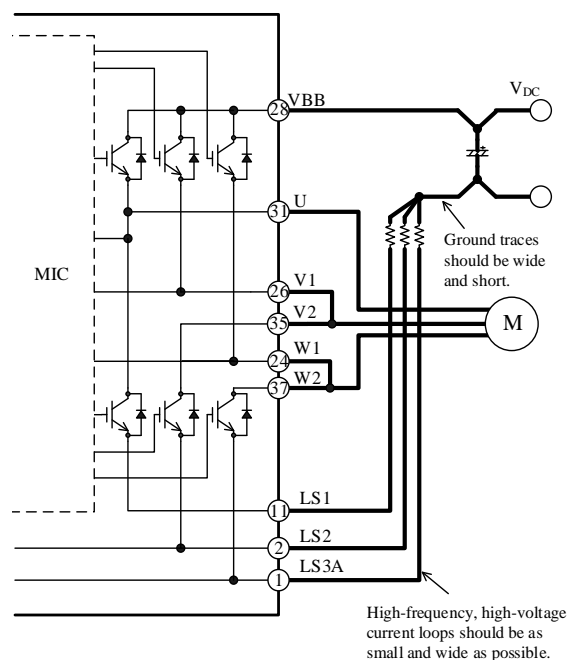 VBB
28
VDC
U
31
Ground traces
should be wide
and short.
MIC
V1
26
V2
35
M
W1
24
W2
37
LS1
11
LS2
2
LS3A
1
High-frequency, high-voltage
current loops should be as
small and wide as possible.